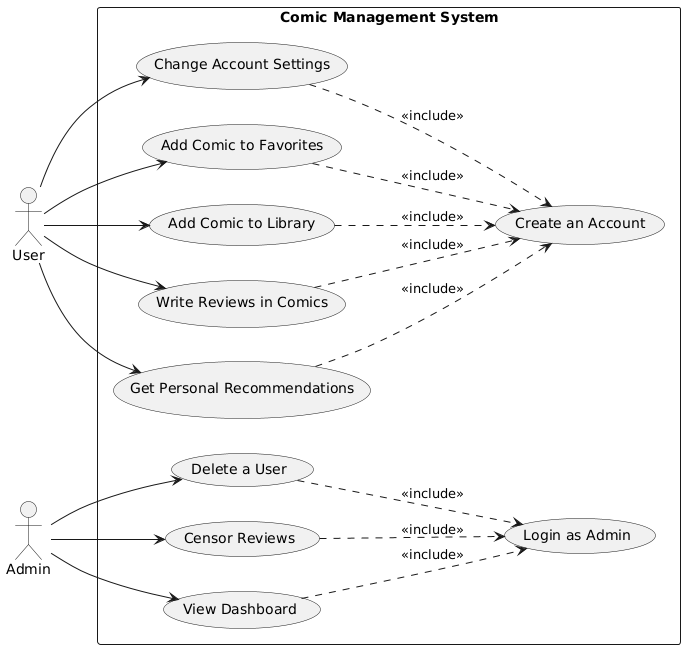 Comic Management System
Change Account Settings
«include»
Add Comic to Favorites
«include»
Add Comic to Library
«include»
Create an Account
User
Write Reviews in Comics
«include»
Get Personal Recommendations
«include»
Delete a User
«include»
Censor Reviews
«include»
Login as Admin
Admin
View Dashboard
«include»